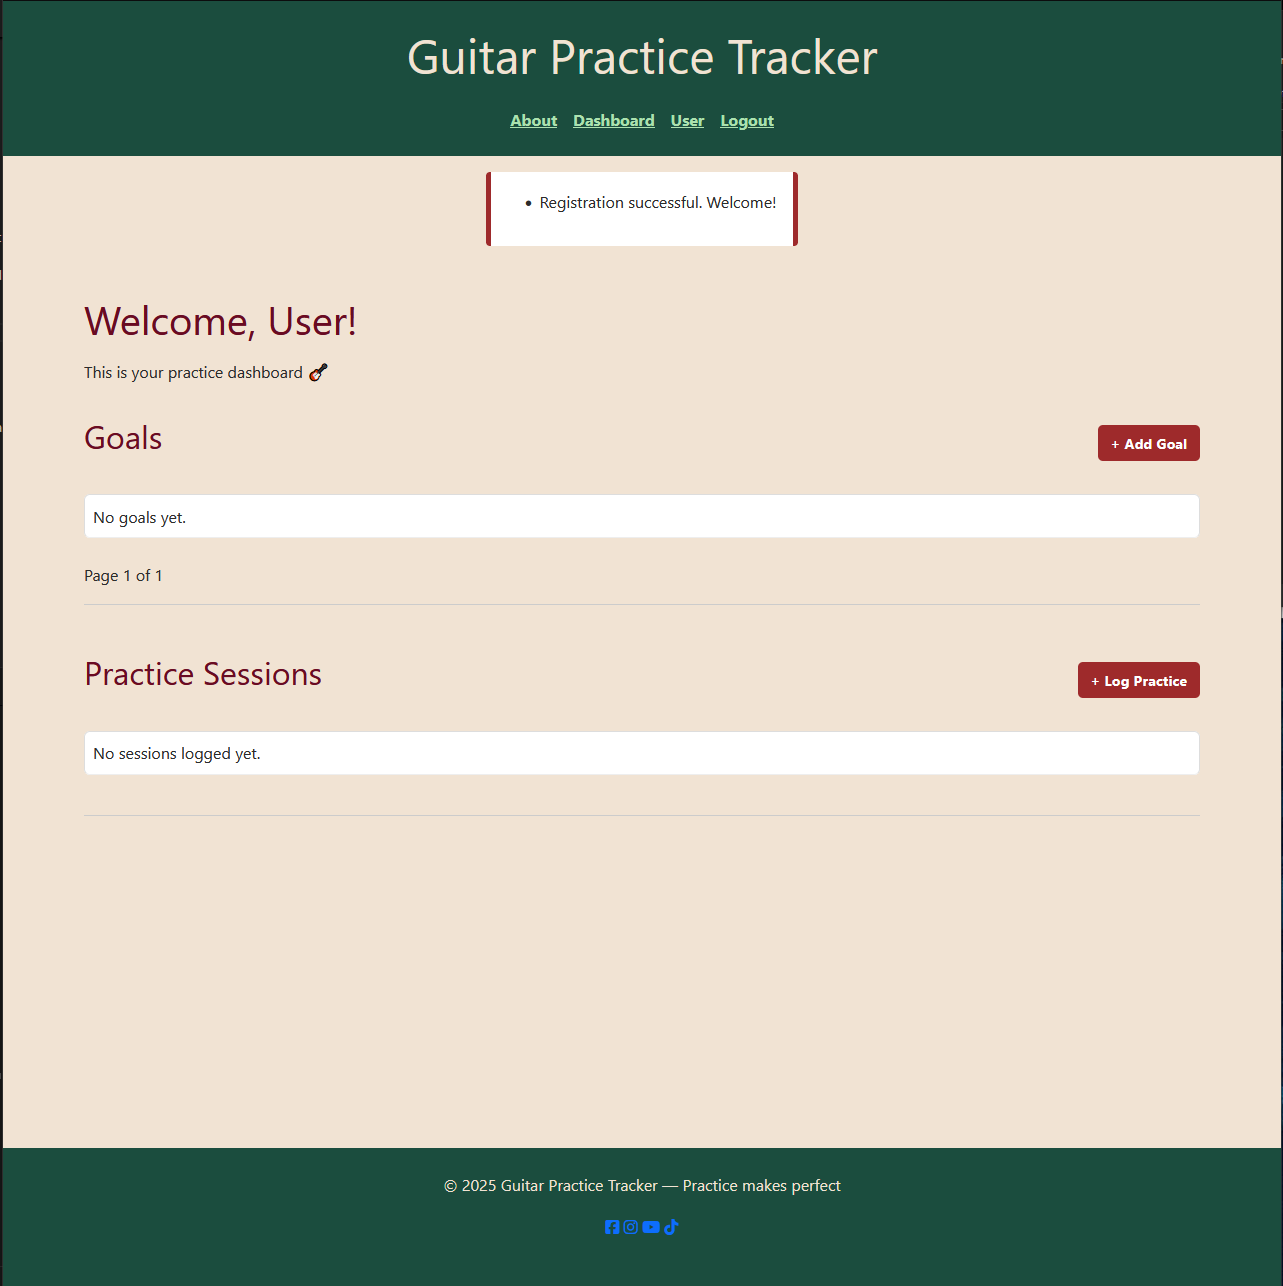 Guitar Practice Tracker
About Dashboard User Logout
• Registration successful. Welcome!
Welcome, User!
This is your practice dashboard 🎸
Goals
+ Add Goal
No goals yet.
Page 1 of 1
Practice Sessions
+ Log Practice
No sessions logged yet.
© 2025 Guitar Practice Tracker — Practice makes perfect